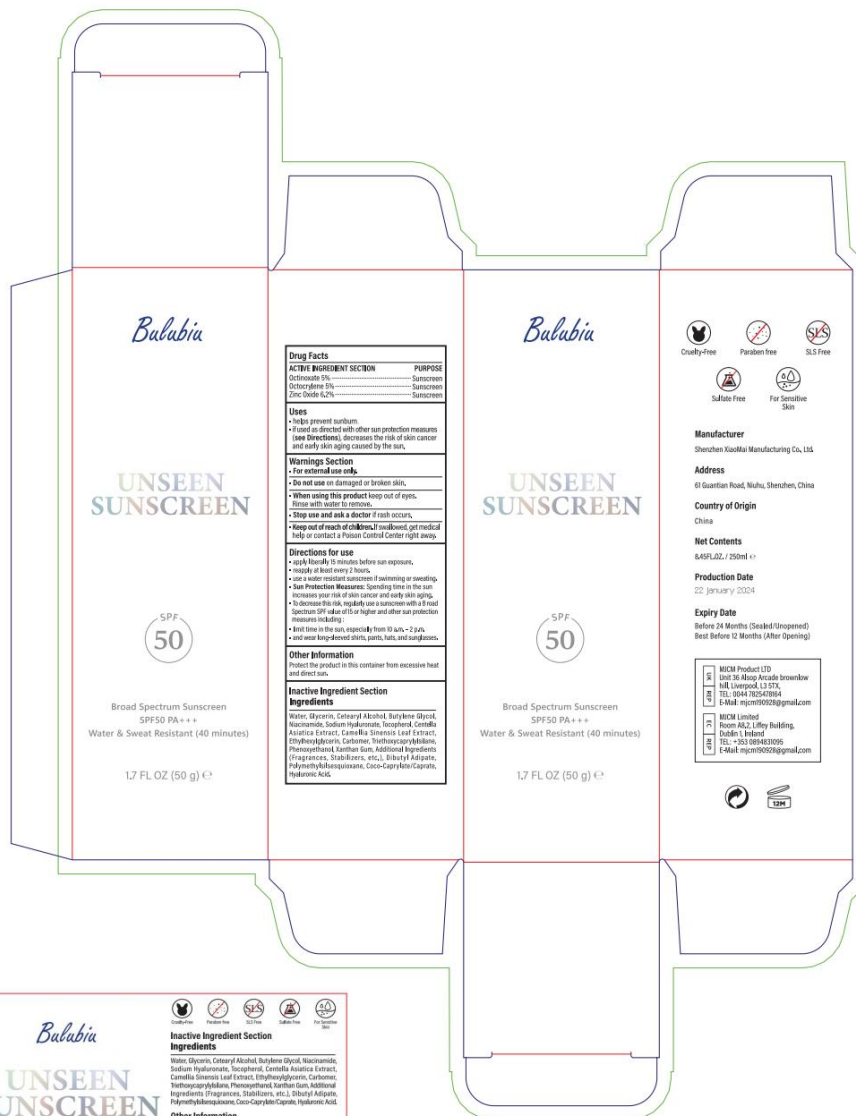 Bulubiu
UNSEEN
SUNSCREEN
SPF
50
Broad Spectrum Sunscreen
SPF50 PA+++
Water & Sweat Resistant (40 minutes)
1.7 FL OZ (50 g) ℮
Drug Facts
ACTIVE INGREDIENT SECTION PURPOSE
Octinoxate 5% Sunscreen
Octocrylene 5% Sunscreen
Zinc Oxide 6.2% Sunscreen
Uses
• helps prevent sunburn.
• if used as directed with other sun protection measures
(see Directions), decreases the risk of skin cancer
and early skin aging caused by the sun.
Warnings Section
• For external use only.
• Do not use on damaged or broken skin.
• When using this product keep out of eyes.
Rinse with water to remove.
• Stop use and ask a doctor if rash occurs.
• Keep out of reach of children. If swallowed, get medical
help or contact a Poison Control Center right away.
Directions for use
• apply liberally 15 minutes before sun exposure.
• reapply at least every 2 hours.
• use a water resistant sunscreen if swimming or sweating.
• Sun Protection Measures: Spending time in the sun
increases your risk of skin cancer and early skin aging.
• To decrease this risk, regularly use a sunscreen with a Broad
Spectrum SPF value of 15 or higher and other sun protection
measures including :
• limit time in the sun, especially from 10 a.m. – 2 p.m.
• and wear long-sleeved shirts, pants, hats, and sunglasses.
Other Information
Protect the product in this container from excessive heat
and direct sun.
Inactive Ingredient Section
Ingredients
Water, Glycerin, Cetearyl Alcohol, Butylene Glycol,
Niacinamide, Sodium Hyaluronate, Tocopherol, Centella
Asiatica Extract, Camellia Sinensis Leaf Extract,
Ethylhexylglycerin, Carbomer, Triethoxycaprylylsilane,
Phenoxyethanol, Xanthan Gum, Additional Ingredients
(Fragrances, Stabilizers, etc.), Dibutyl Adipate,
Polymethylsilsesquioxane, Coco-Caprylate/Caprate,
Hyaluronic Acid.
Bulubiu
UNSEEN
SUNSCREEN
SPF
50
Broad Spectrum Sunscreen
SPF50 PA+++
Water & Sweat Resistant (40 minutes)
1.7 FL OZ (50 g) ℮
SLS
Cruelty-Free Paraben free SLS Free
Sulfate Free For Sensitive
Skin
Manufacturer
Shenzhen XiaoMai Manufacturing Co., Ltd.
Address
61 Guantian Road, Niuhu, Shenzhen, China
Country of Origin
China
Net Contents
8.45FL.OZ. / 250ml ℮
Production Date
22 January 2024
Expiry Date
Before 24 Months (Sealed/Unopened)
Best Before 12 Months (After Opening)
UK REP
MJCM Product LTD
Unit 36 Alsop Arcade brownlow
hill, Liverpool, L3 5TX,
TEL: 0044 7825478164
E-Mail: mjcm190928@gmail.com
EC REP
MJCM Limited
Room A8,2, Liffey Building,
Dublin 1, Ireland
TEL: +353 0894831095
E-Mail: mjcm190928@gmail.com
12M
Bulubiu
UNSEEN
UNSCREEN
SLS
Cruelty-Free Paraben free SLS Free Sulfate Free For Sensitive
Skin
Inactive Ingredient Section
Ingredients
Water, Glycerin, Cetearyl Alcohol, Butylene Glycol, Niacinamide,
Sodium Hyaluronate, Tocopherol, Centella Asiatica Extract,
Camellia Sinensis Leaf Extract, Ethylhexylglycerin, Carbomer,
Triethoxycaprylylsilane, Phenoxyethanol, Xanthan Gum, Additional
Ingredients (Fragrances, Stabilizers, etc.), Dibutyl Adipate,
Polymethylsilsesquioxane, Coco-Caprylate/Caprate, Hyaluronic Acid.
Other Information